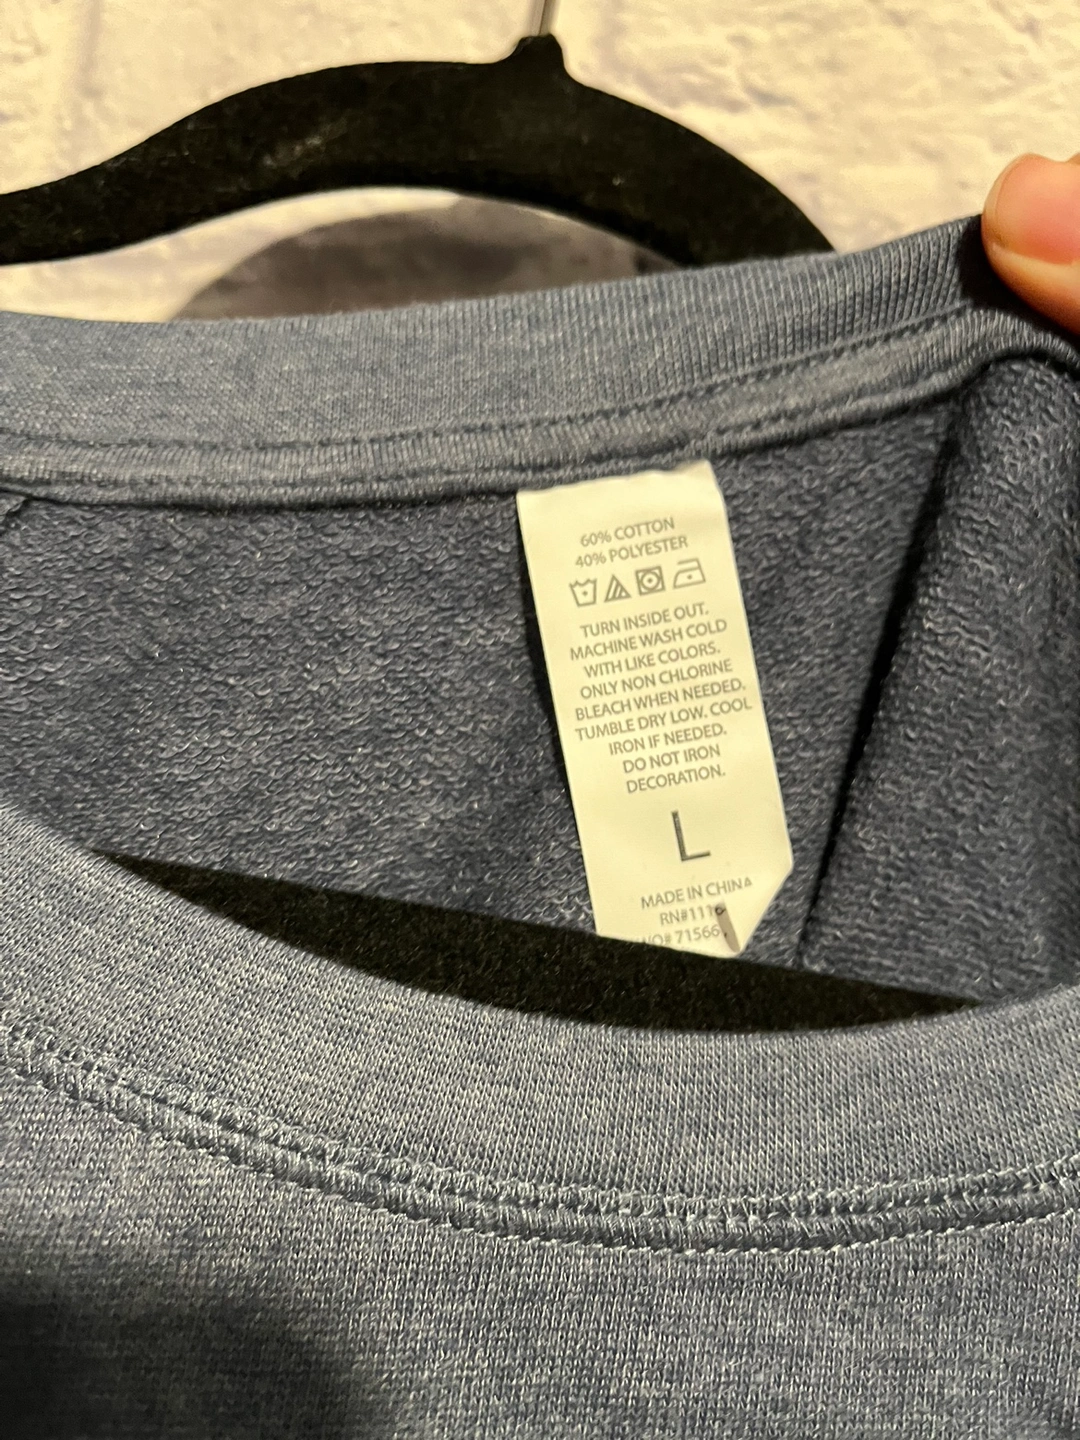 60% COTTON
40% POLYESTER
TURN INSIDE OUT.
MACHINE WASH COLD
WITH LIKE COLORS.
ONLY NON CHLORINE
BLEACH WHEN NEEDED.
TUMBLE DRY LOW. COOL
IRON IF NEEDED.
DO NOT IRON
DECORATION.
L
MADE IN CHINA